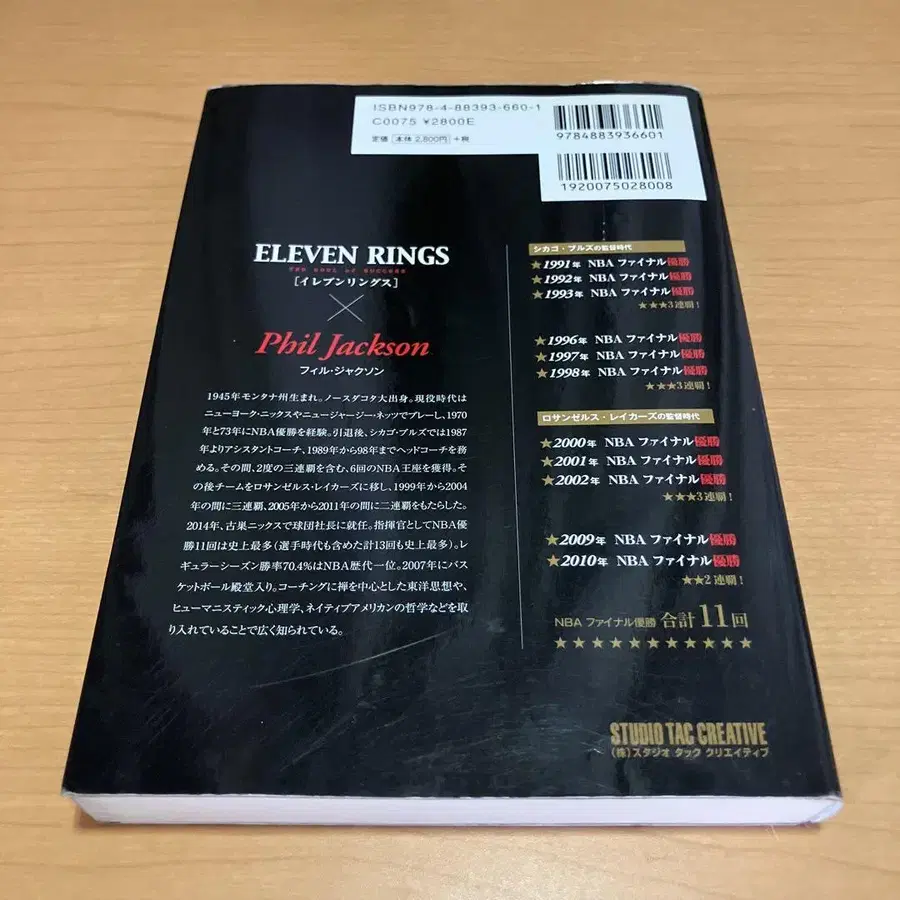 ISBN978-4-88393-660-1
C0075 ¥2800E
定価 本体2,800円 +税
9784883936601
1920075028008
ELEVEN RINGS
THE SOUL OF SUCCESS
[イレブンリングス]
×
Phil Jackson
フィル・ジャクソン
1945年モンタナ州生まれ。ノースダコタ大出身。現役時代は
ニューヨーク・ニックスやニュージャージー・ネッツでプレーし、1970
年と73年にNBA優勝を経験。引退後、シカゴ・ブルズでは1987
年よりアシスタントコーチ、1989年から98年までヘッドコーチを務
める。その間、2度の三連覇を含む、6回のNBA王座を獲得。そ
の後チームをロサンゼルス・レイカーズに移し、1999年から2004
年の間に三連覇、2005年から2011年の間に二連覇をもたらした。
2014年、古巣ニックスで球団社長に就任。指揮官としてNBA優
勝11回は史上最多(選手時代も含めた計13回も史上最多)。レ
ギュラーシーズン勝率70.4%はNBA歴代一位。2007年にバス
ケットボール殿堂入り。コーチングに禅を中心とした東洋思想や、
ヒューマニスティック心理学、ネイティブアメリカンの哲学などを取
り入れていることで広く知られている。
シカゴ・ブルズの監督時代
★1991年 NBA ファイナル優勝
★1992年 NBA ファイナル優勝
★1993年 NBA ファイナル優勝
★★★3連覇!
★1996年 NBA ファイナル優勝
★1997年 NBA ファイナル優勝
★1998年 NBA ファイナル優勝
★★★3連覇!
ロサンゼルス・レイカーズの監督時代
★2000年 NBA ファイナル優勝
★2001年 NBA ファイナル優勝
★2002年 NBA ファイナル優勝
★★★3連覇!
★2009年 NBA ファイナル優勝
★2010年 NBA ファイナル優勝
★★2連覇!
NBA ファイナル優勝 合計11回
★★★★★★★★★★★
STUDIO TAC CREATIVE
(株)スタジオ タック クリエイティブ